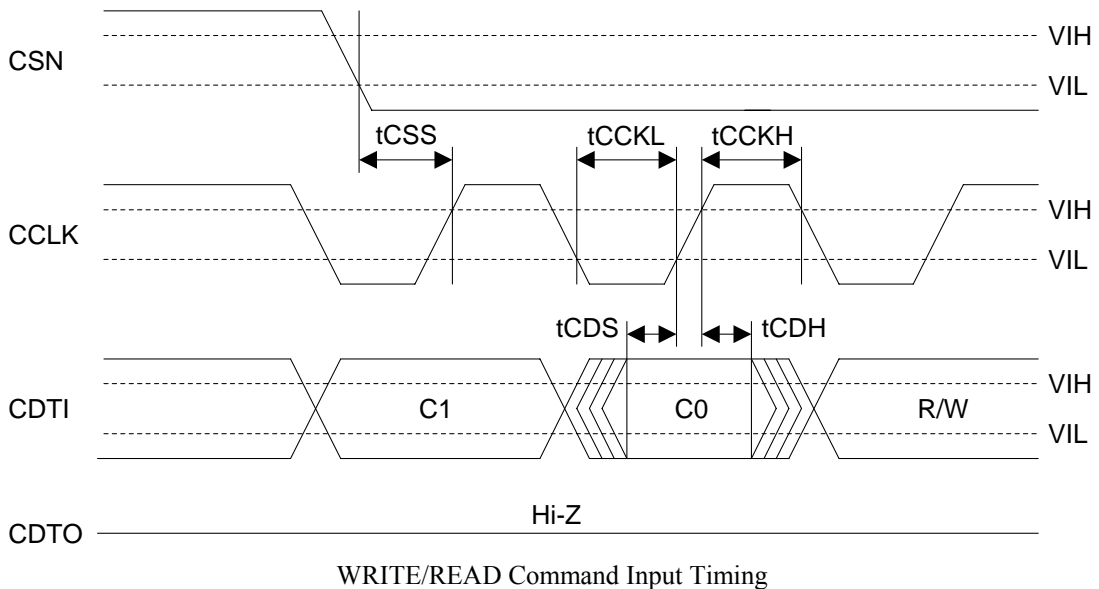 CSN
VIH
VIL
tCSS
tCCKL
tCCKH
CCLK
VIH
VIL
tCDS
tCDH
CDTI
C1
C0
R/W
VIH
VIL
CDTO
Hi-Z
WRITE/READ Command Input Timing